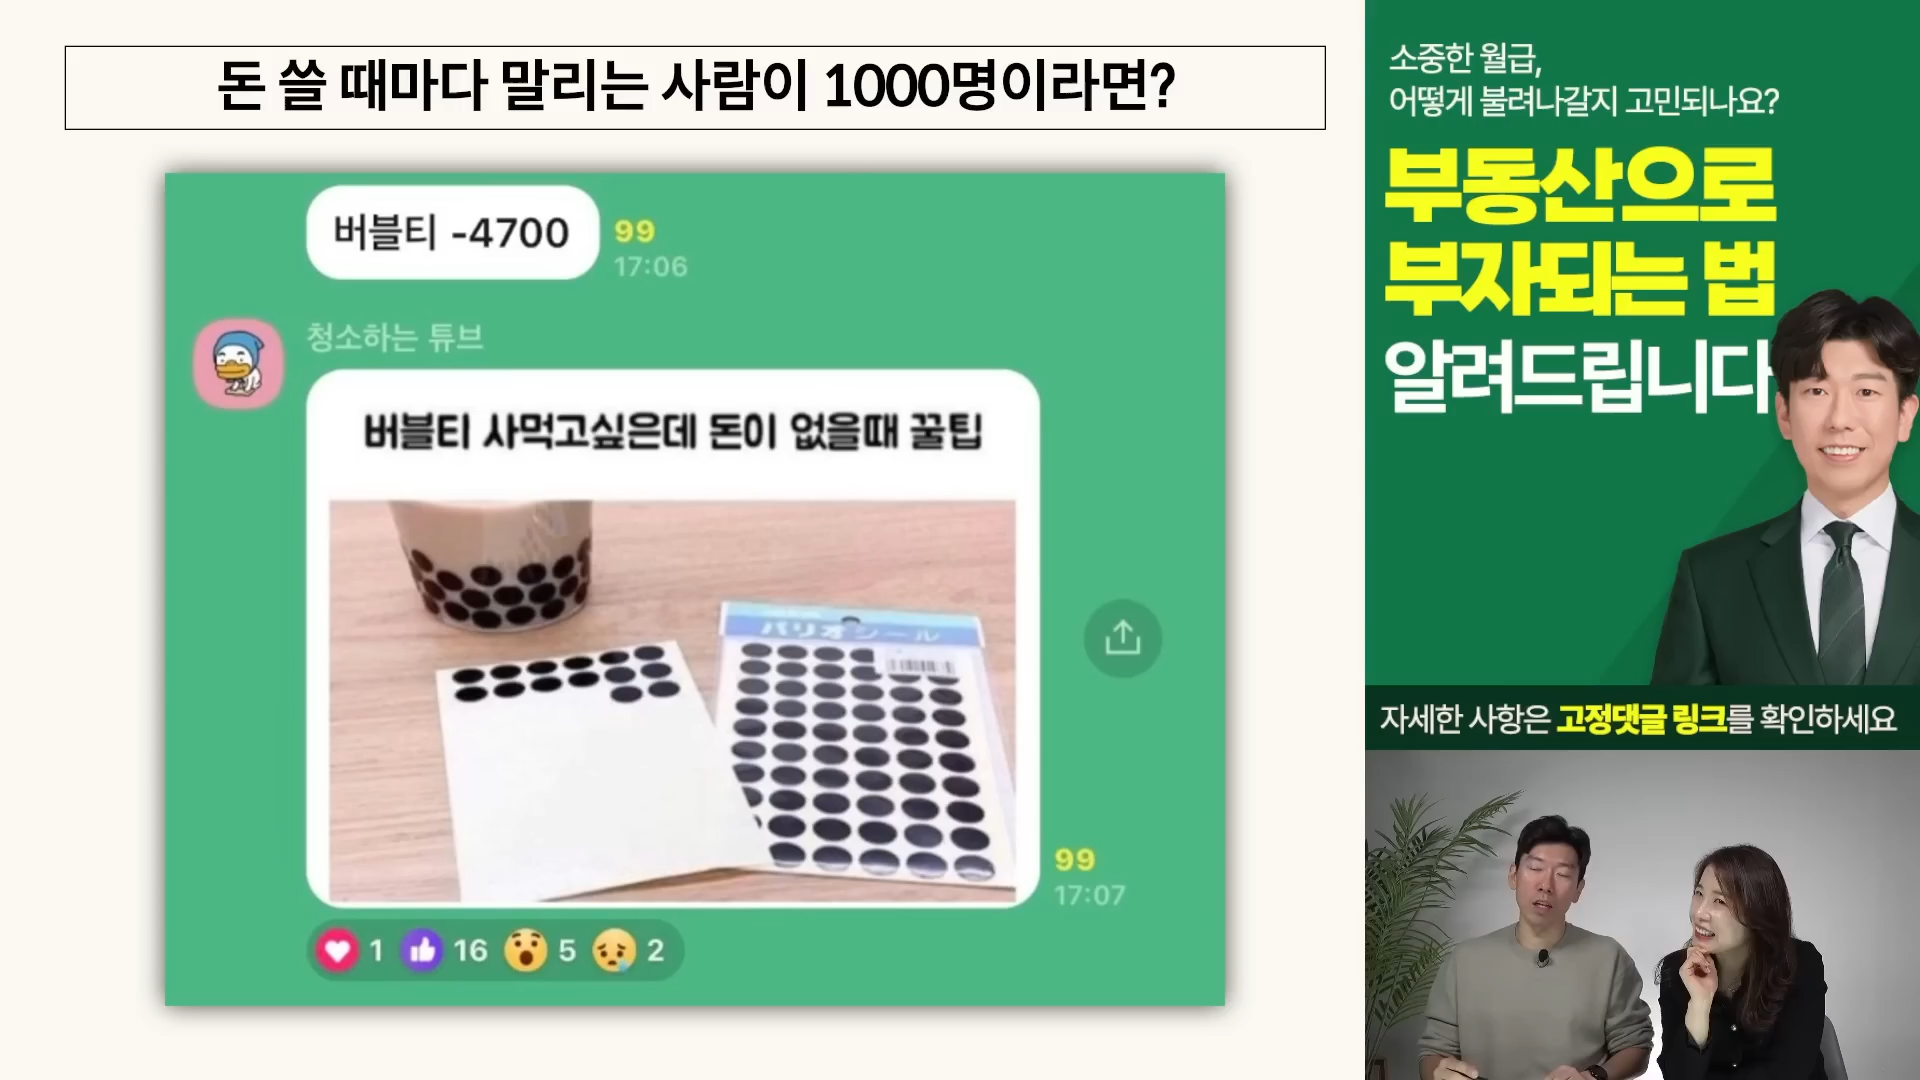 돈 쓸 때마다 말리는 사람이 1000명이라면?
버블티 -4700
99
17:06
청소하는 튜브
버블티 사먹고싶은데 돈이 없을때 꿀팁
シール
99
17:07
1 16 5 2
소중한 월급,
어떻게 불려나갈지 고민되나요?
부동산으로
부자되는 법
알려드립니다
자세한 사항은 고정댓글 링크를 확인하세요